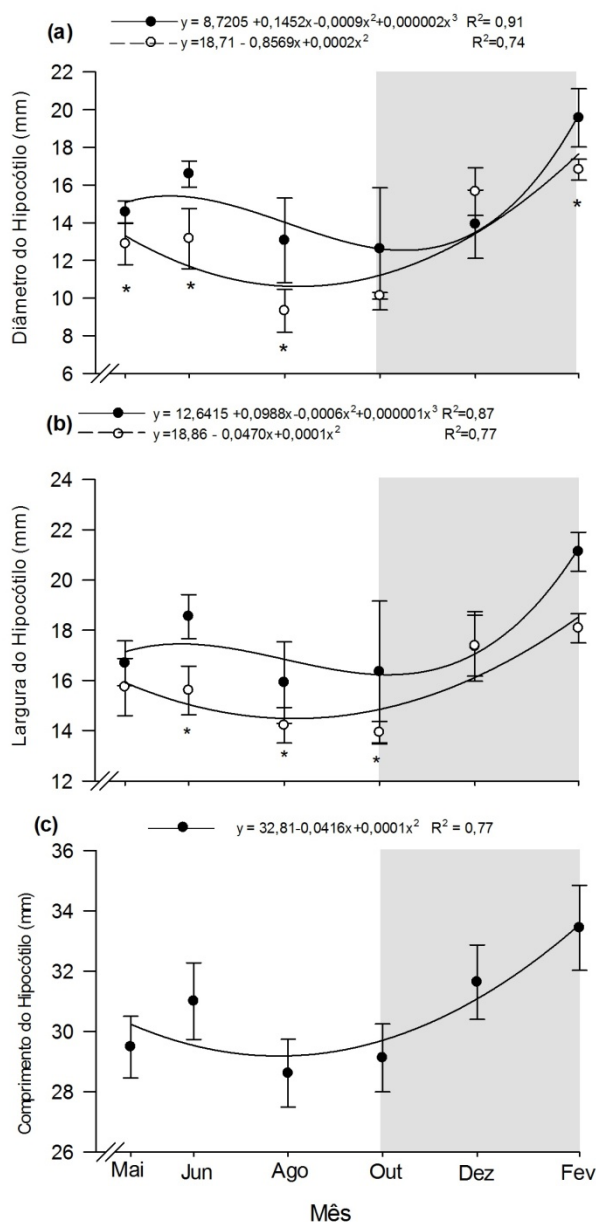 (a)
y = 8,7205 +0,1452x-0,0009x²+0,000002x³ R²= 0,91
y =18,71 - 0,8569x+0,0002x² R²=0,74
Diâmetro do Hipocótilo (mm)
22
20
18
16
14
12
10
8
6
* * * *
(b)
y = 12,6415 +0,0988x-0,0006x²+0,000001x³ R²=0,87
y=18,86 - 0,0470x+0,0001x² R²=0,77
Largura do Hipocótilo (mm)
24
22
20
18
16
14
12
* * *
(c)
y = 32,81-0,0416x+0,0001x² R² = 0,77
Comprimento do Hipocótilo (mm)
36
34
32
30
28
26
Mai Jun Ago Out Dez Fev
Mês